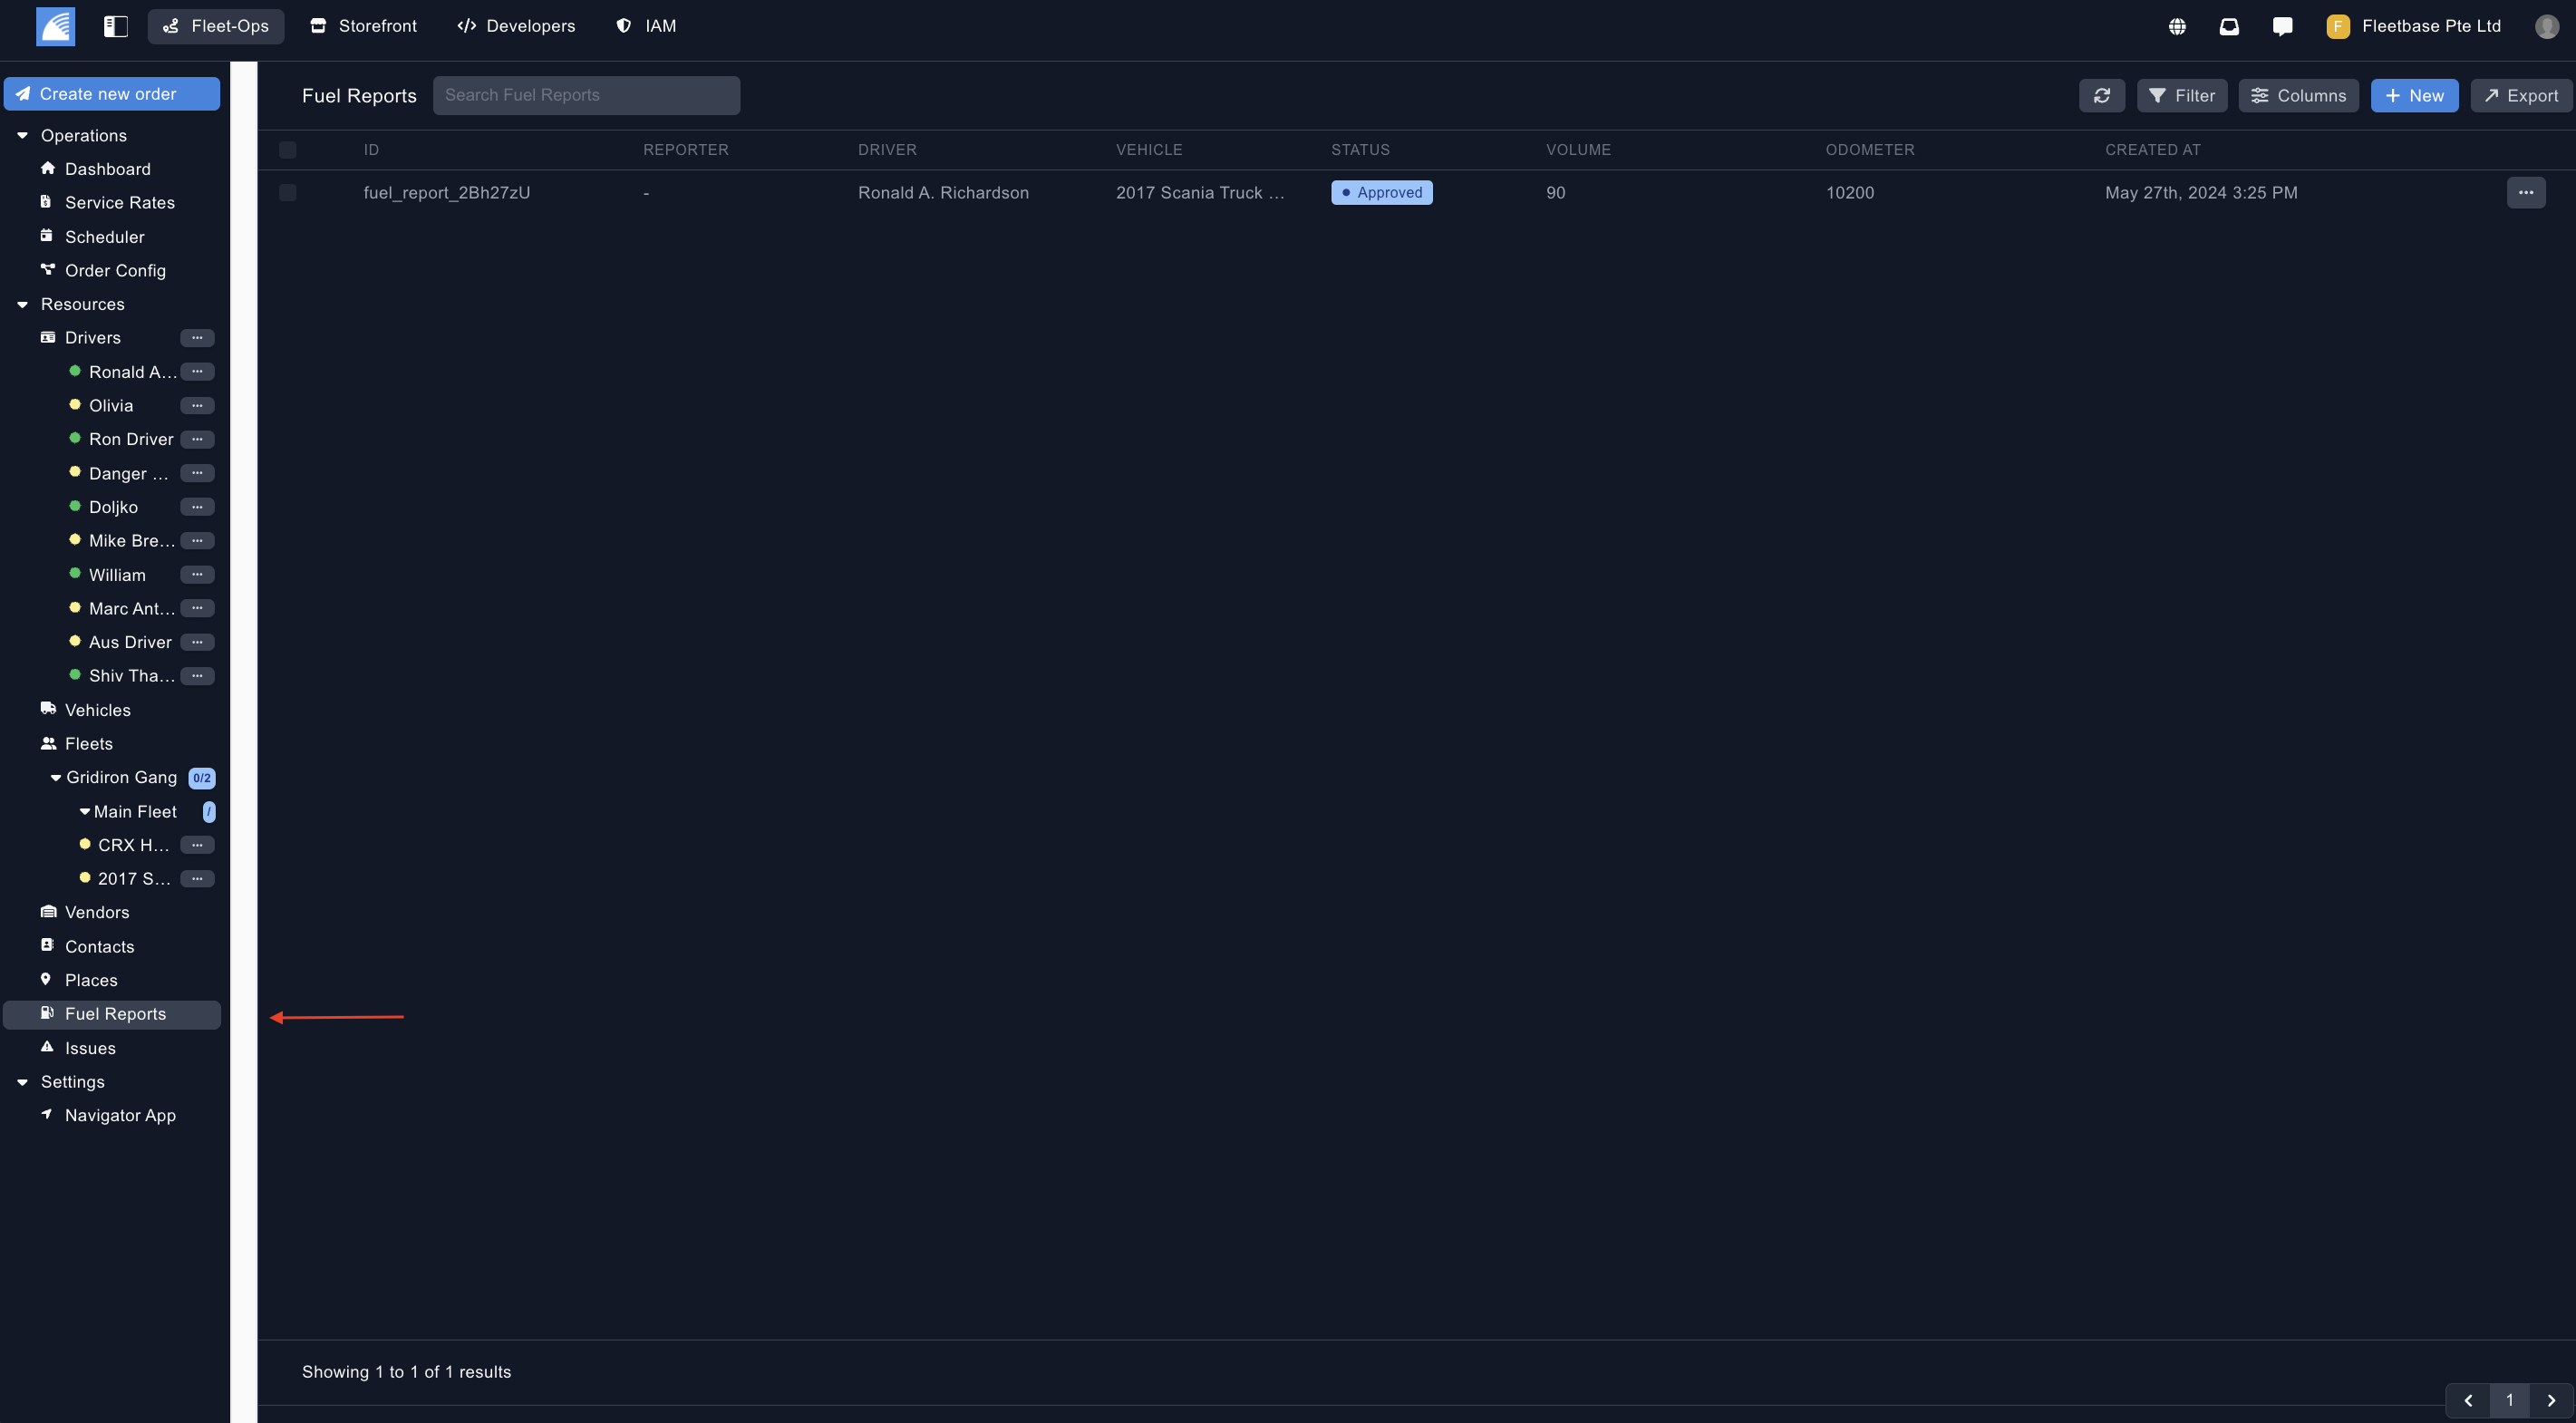 Fleet-Ops Storefront Developers IAM F Fleetbase Pte Ltd
Create new order
Operations
Dashboard
Service Rates
Scheduler
Order Config
Resources
Drivers
Ronald A...
Olivia
Ron Driver
Danger ...
Doljko
Mike Bre...
William
Marc Ant...
Aus Driver
Shiv Tha...
Vehicles
Fleets
Gridiron Gang 0/2
Main Fleet /
CRX H...
2017 S...
Vendors
Contacts
Places
Fuel Reports
Issues
Settings
Navigator App
Fuel Reports Search Fuel Reports Filter Columns + New Export
ID REPORTER DRIVER VEHICLE STATUS VOLUME ODOMETER CREATED AT
fuel_report_2Bh27zU - Ronald A. Richardson 2017 Scania Truck ... Approved 90 10200 May 27th, 2024 3:25 PM
Showing 1 to 1 of 1 results
1